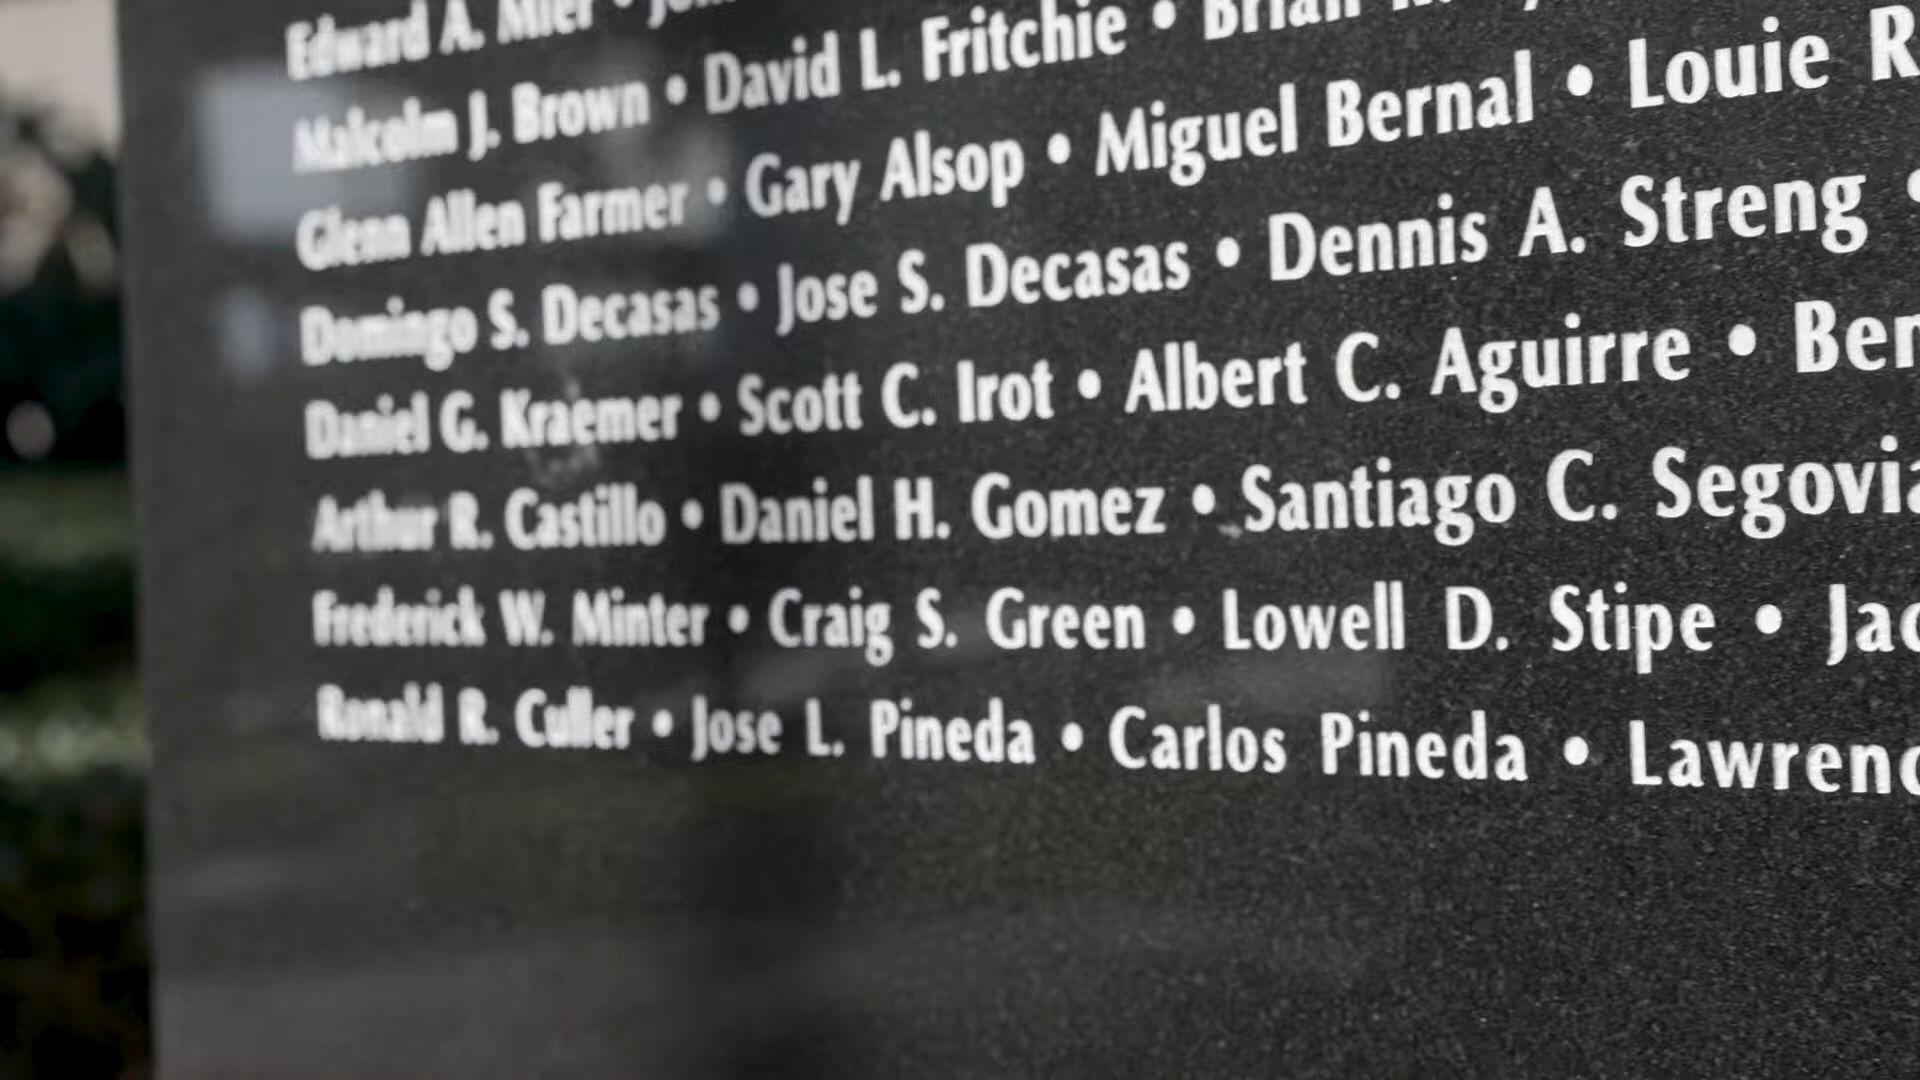 Edward A. Mier •
Malcolm J. Brown • David L. Fritchie • Brian
Glenn Allen Farmer • Gary Alsop • Miguel Bernal • Louie R
Domingo S. Decasas • Jose S. Decasas • Dennis A. Streng •
Daniel G. Kraemer • Scott C. Irot • Albert C. Aguirre • Ber
Arthur R. Castillo • Daniel H. Gomez • Santiago C. Segovia
Frederick W. Minter • Craig S. Green • Lowell D. Stipe • Jac
Ronald R. Culler • Jose L. Pineda • Carlos Pineda • Lawrenc